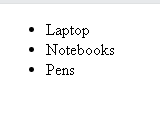 • Laptop
• Notebooks
• Pens